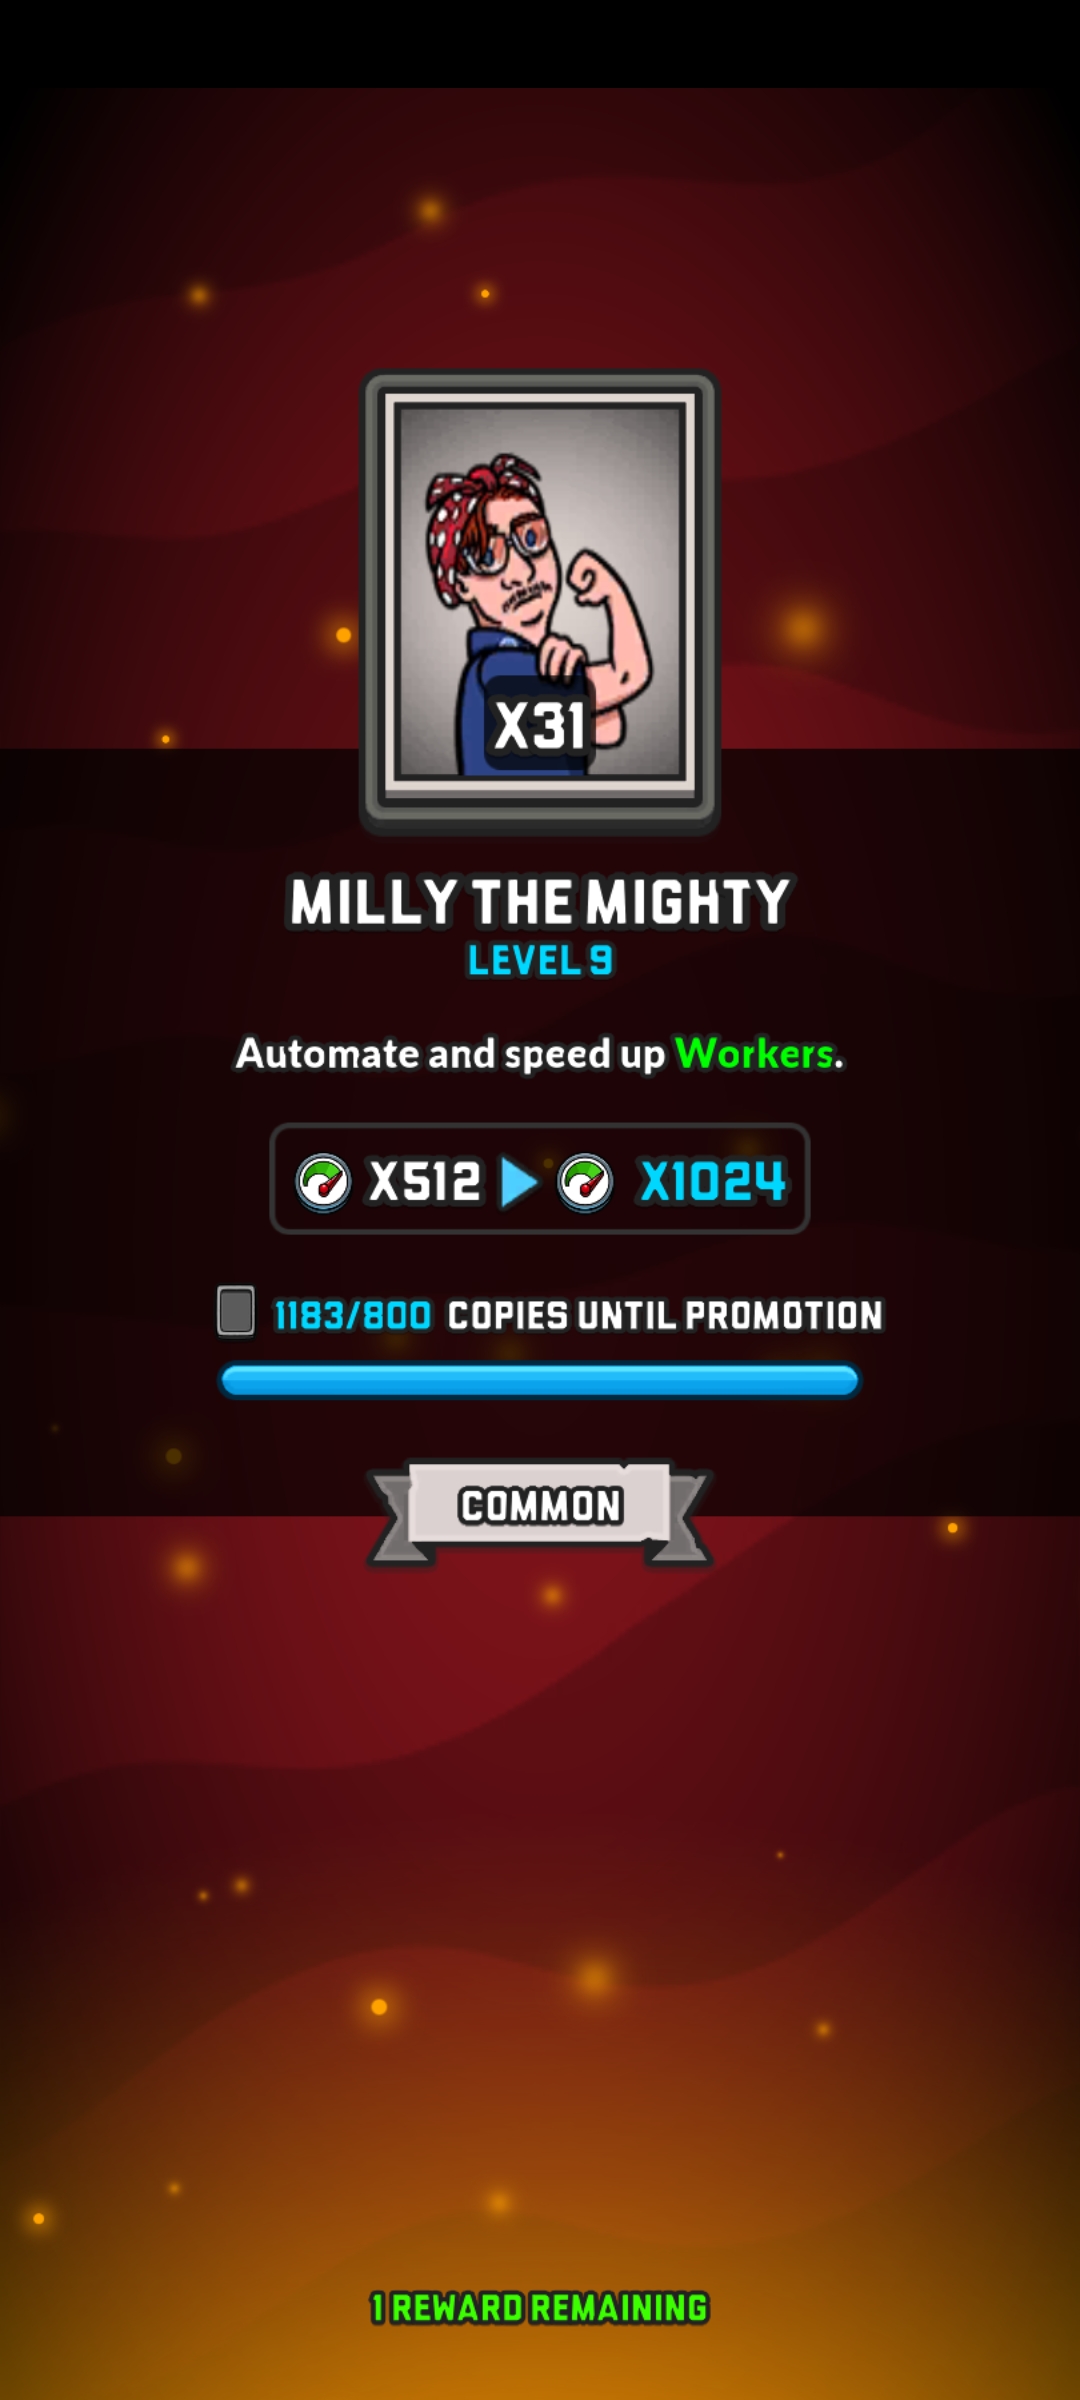 X31
MILLY THE MIGHTY
LEVEL 9
Automate and speed up Workers.
X512 X1024
1183/800 COPIES UNTIL PROMOTION
COMMON
1 REWARD REMAINING